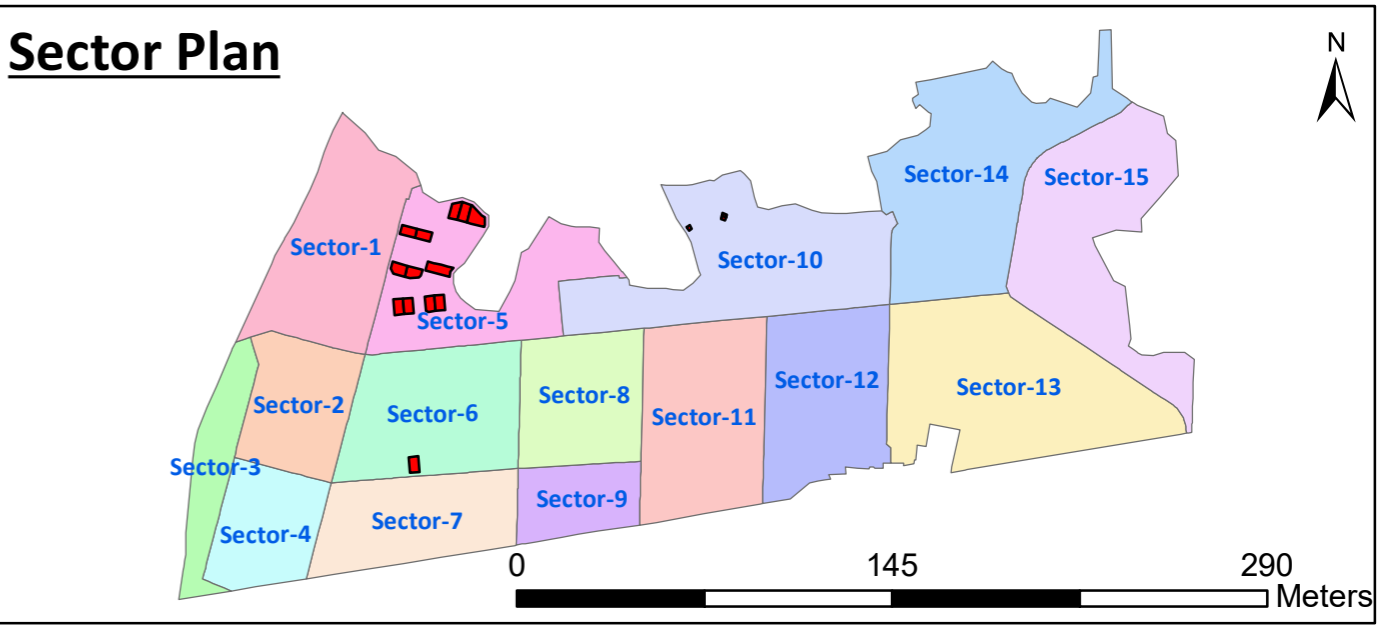 Sector Plan
N
Sector-14
Sector-15
Sector-1
Sector-10
Sector-5
Sector-12
Sector-13
Sector-8
Sector-2
Sector-6
Sector-11
Sector-3
Sector-9
Sector-7
Sector-4
0 145 290
Meters